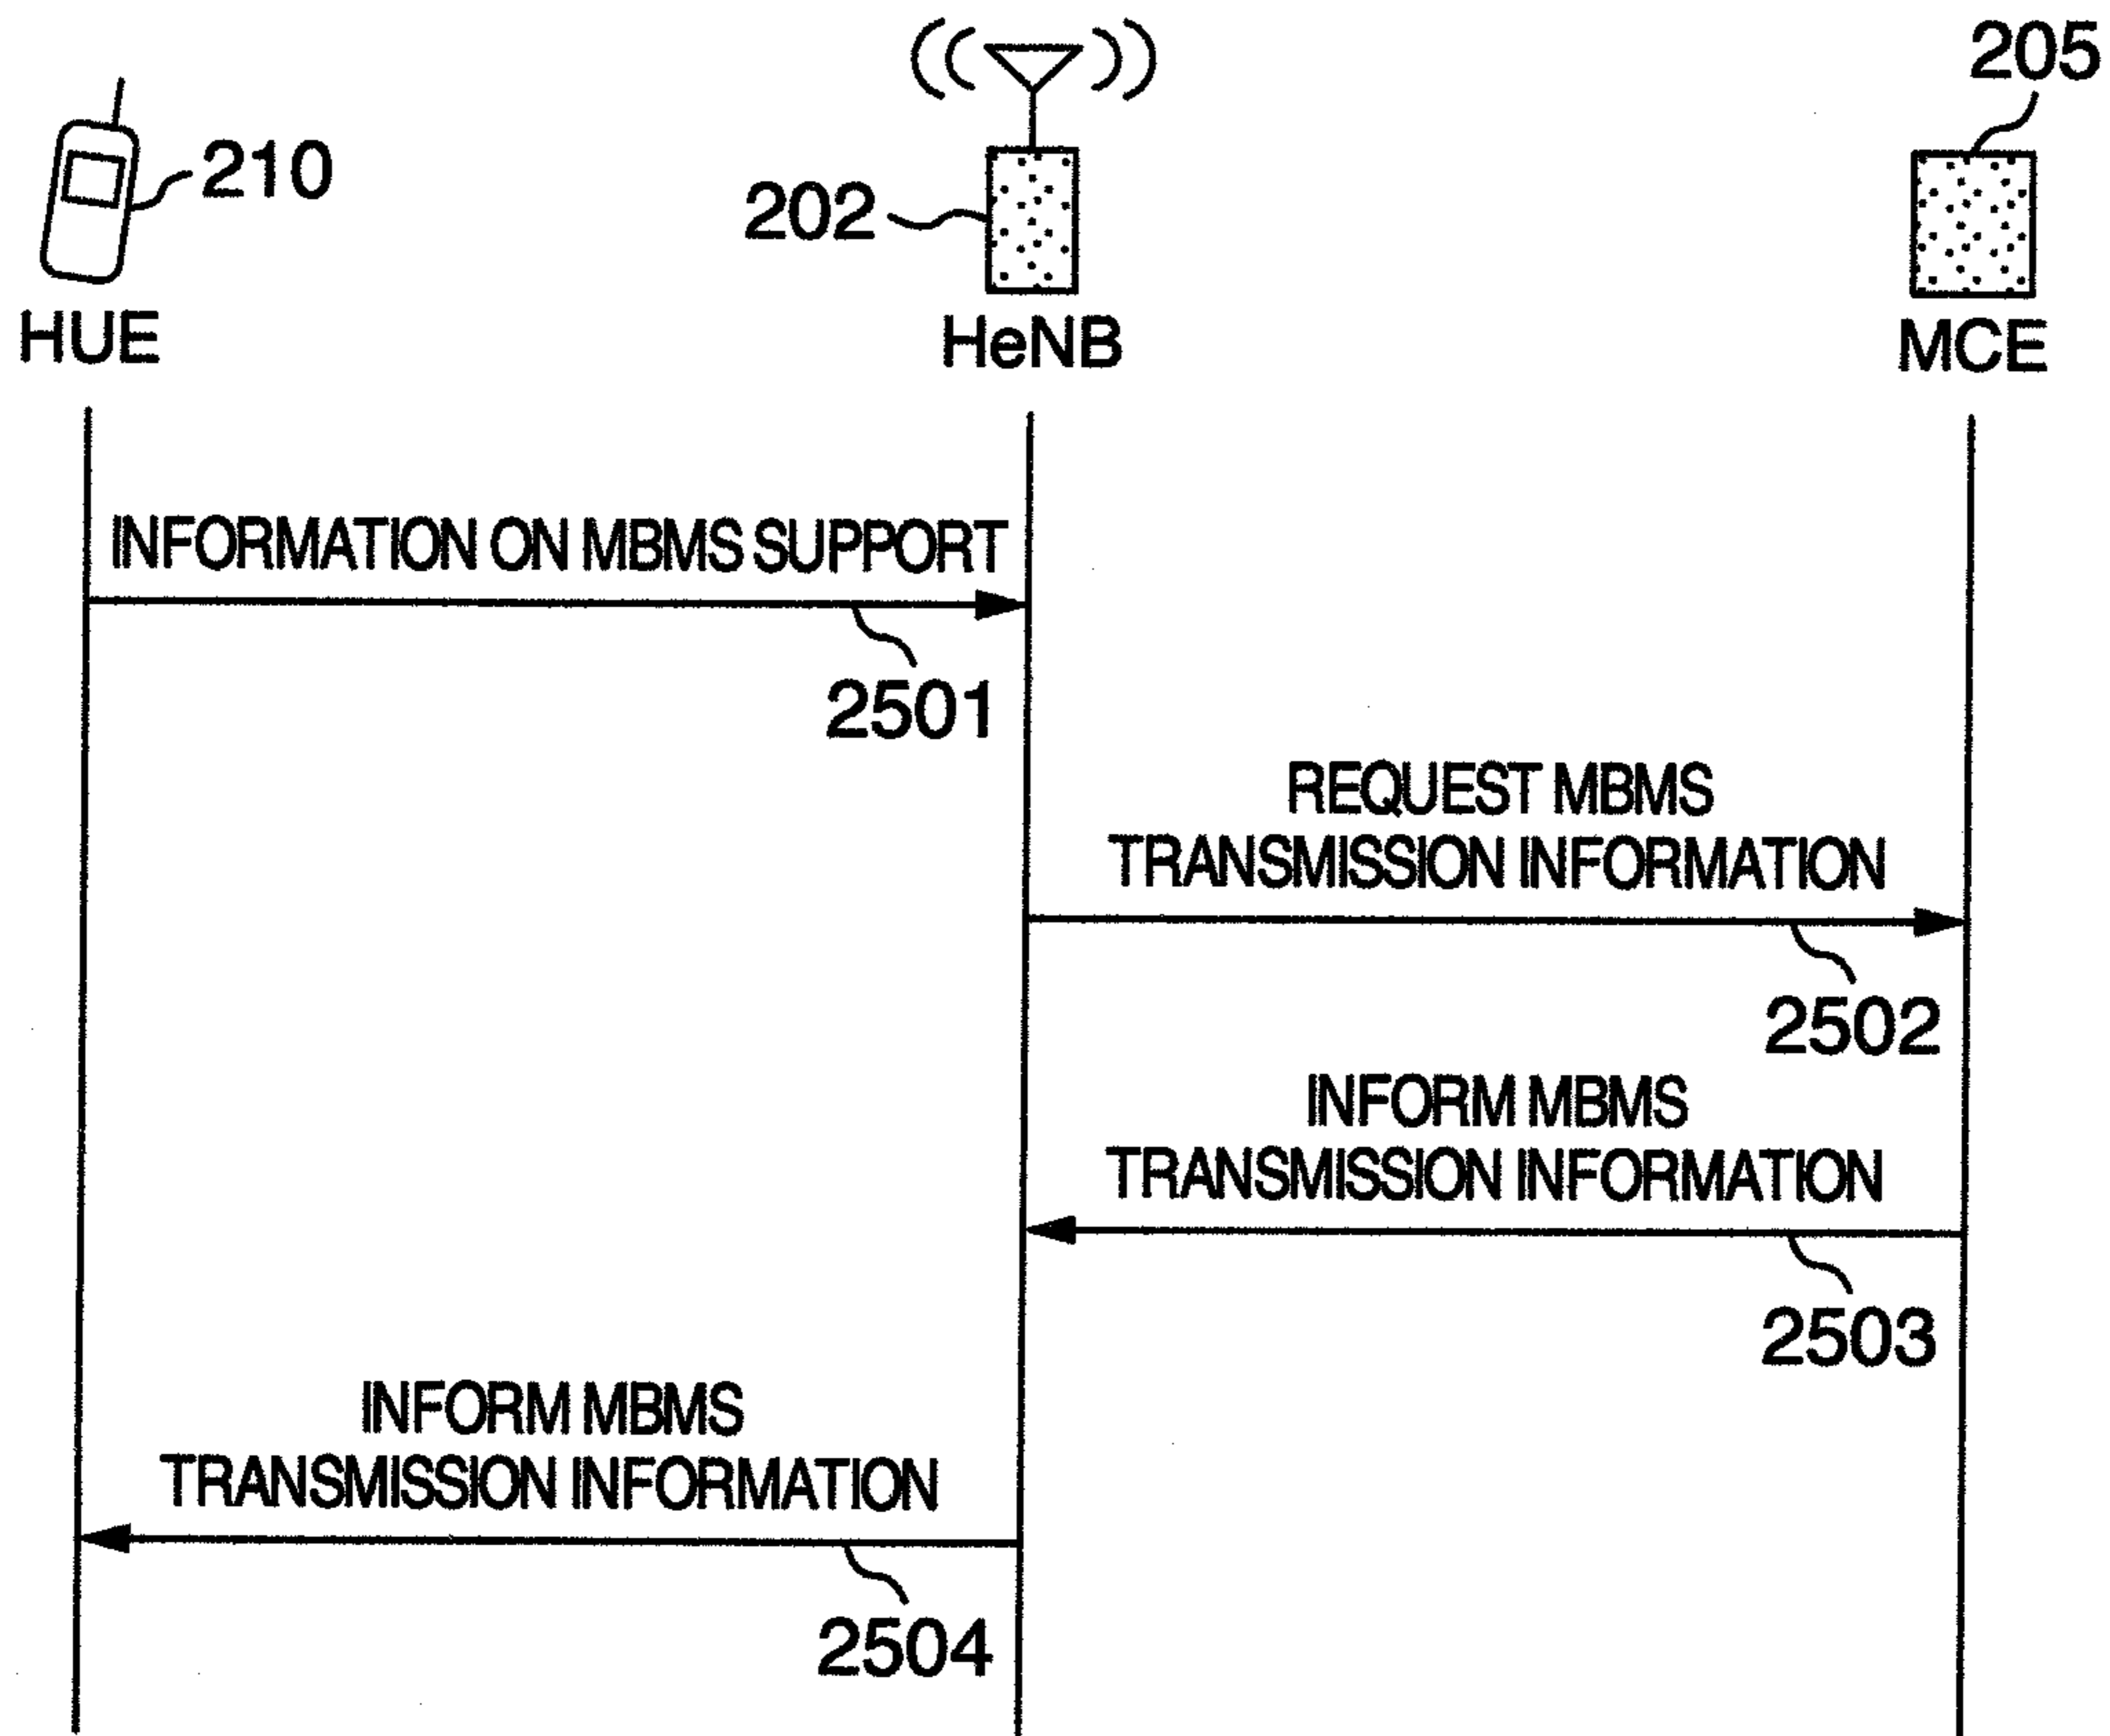 205
210
202
HUE
HeNB
MCE
INFORMATION ON MBMS SUPPORT
2501
REQUEST MBMS
TRANSMISSION INFORMATION
2502
INFORM MBMS
TRANSMISSION INFORMATION
2503
INFORM MBMS
TRANSMISSION INFORMATION
2504